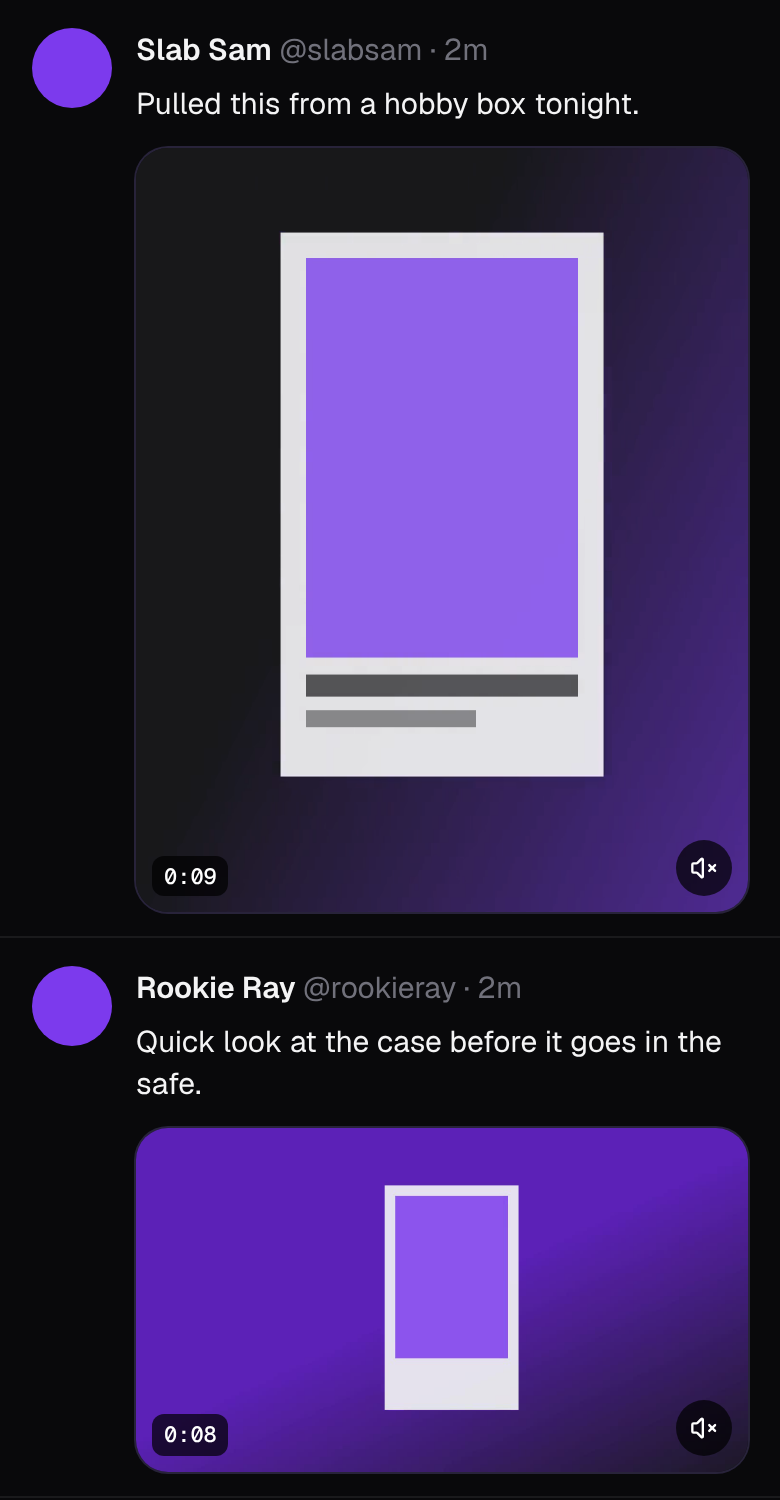 Slab Sam @slabsam · 2m
Pulled this from a hobby box tonight.
0:09
Rookie Ray @rookieray · 2m
Quick look at the case before it goes in the
safe.
0:08